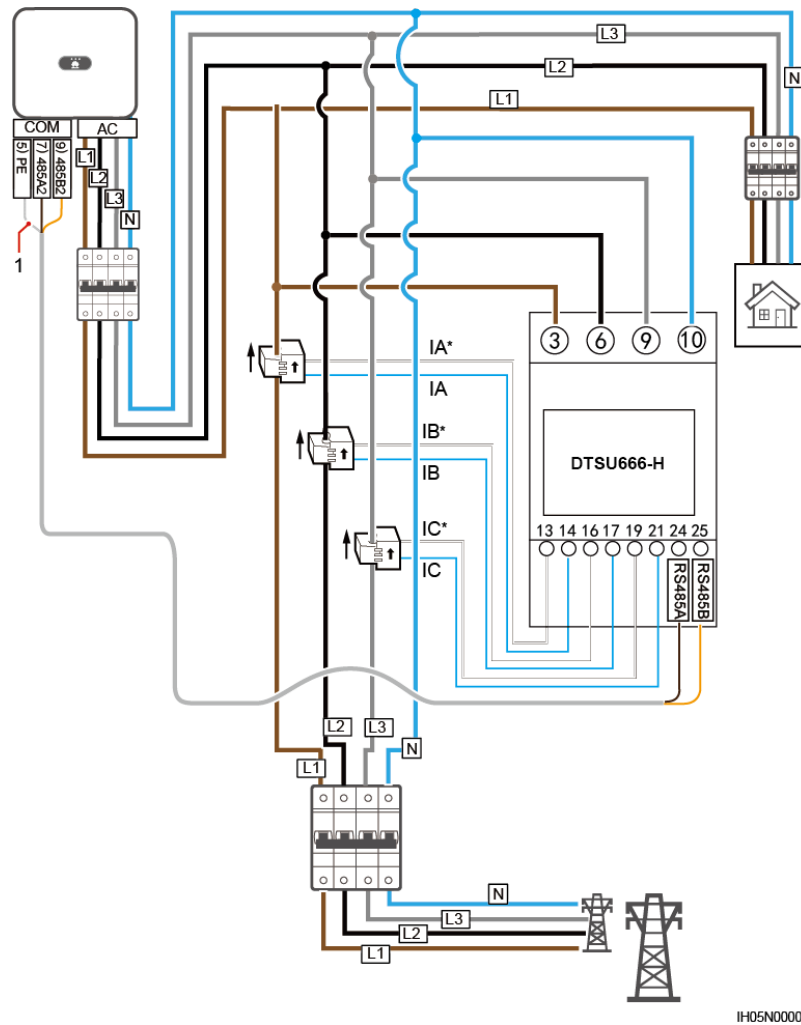 L3
L2
N
L1
COM
AC
5) PE
7) 485A2
9) 485B2
L1
L2
L3
N
1
3
6
9
10
IA*
IA
IB*
IB
IC*
IC
DTSU666-H
13 14 16 17 19 21 24 25
RS485A
RS485B
L2
L3
N
L1
N
L3
L2
L1
IH05N0000